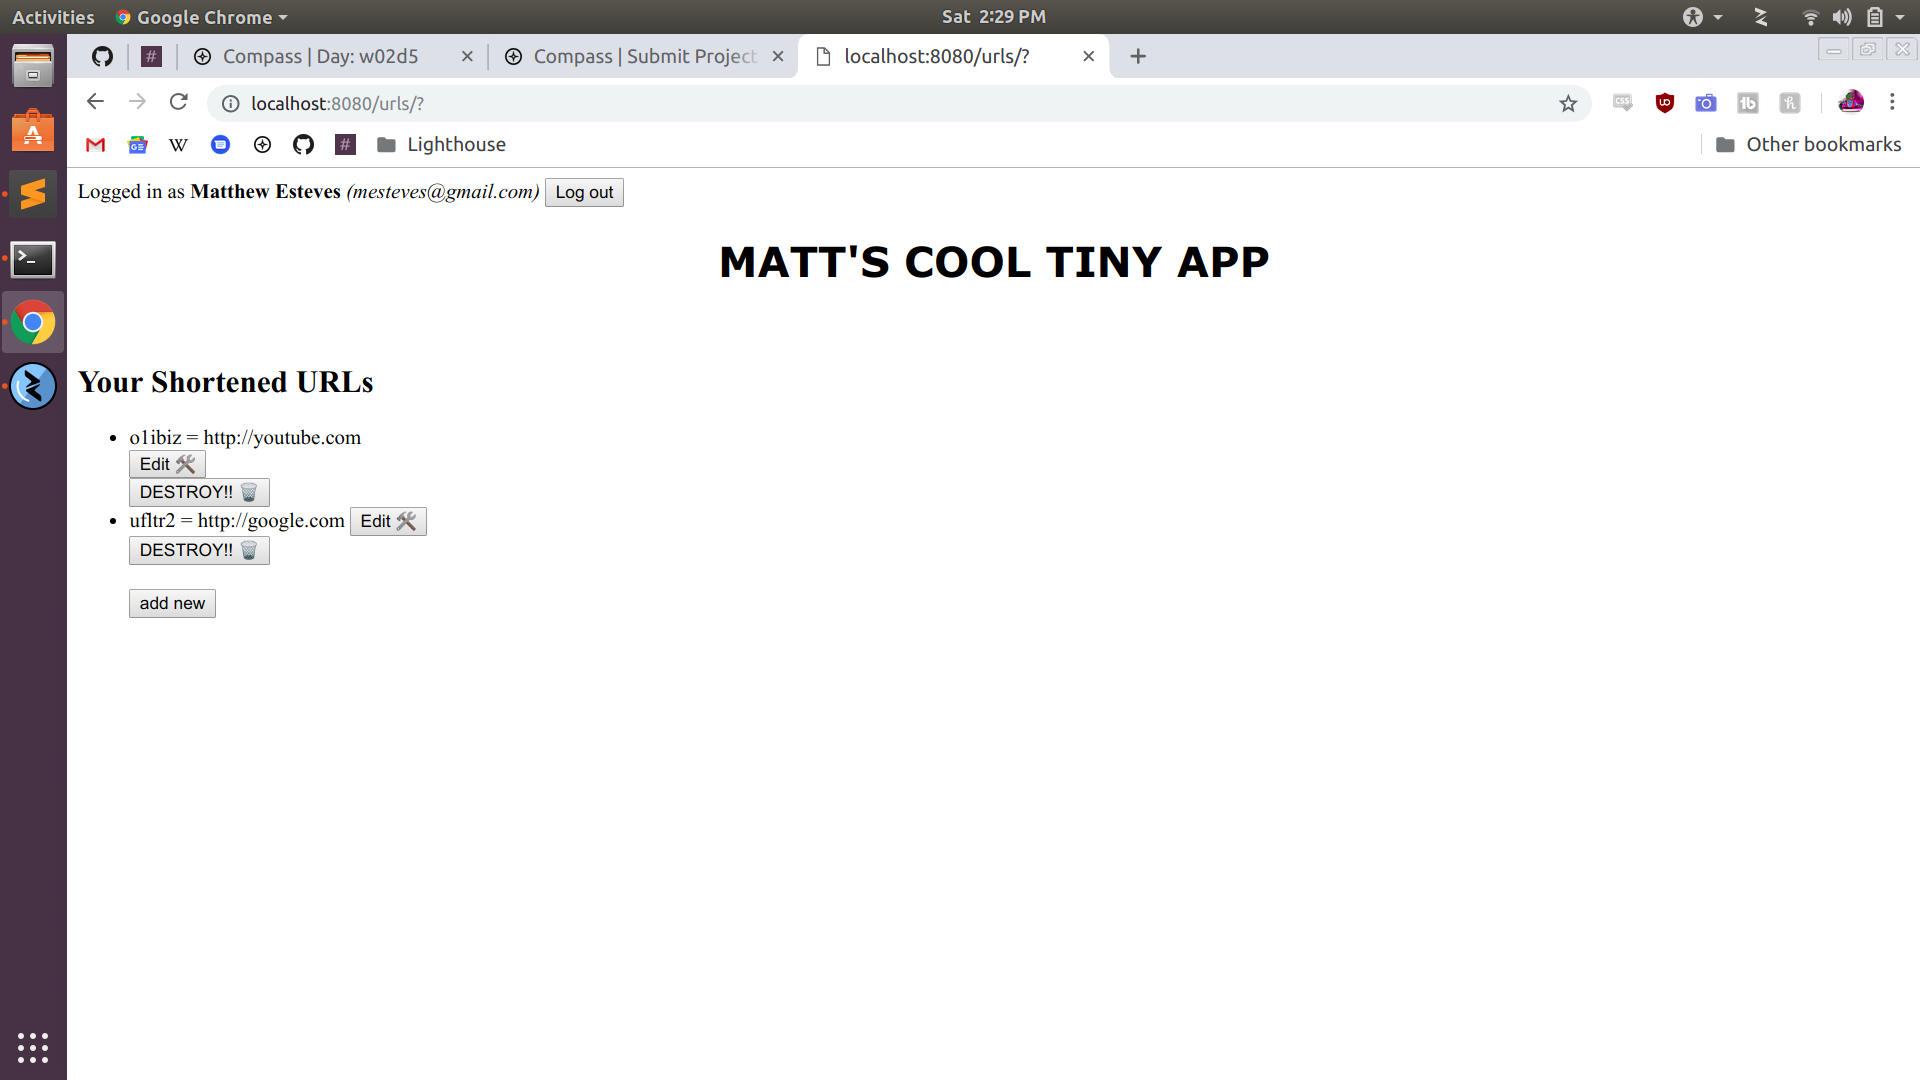 Activities Google Chrome Sat 2:29 PM
# Compass | Day: w02d5 Compass | Submit Project localhost:8080/urls/?
localhost:8080/urls/?
W # Lighthouse Other bookmarks
Logged in as Matthew Esteves (mesteves@gmail.com) Log out
MATT'S COOL TINY APP
Your Shortened URLs
o1ibiz = http://youtube.com
Edit
DESTROY!!
ufltr2 = http://google.com Edit
DESTROY!!
add new